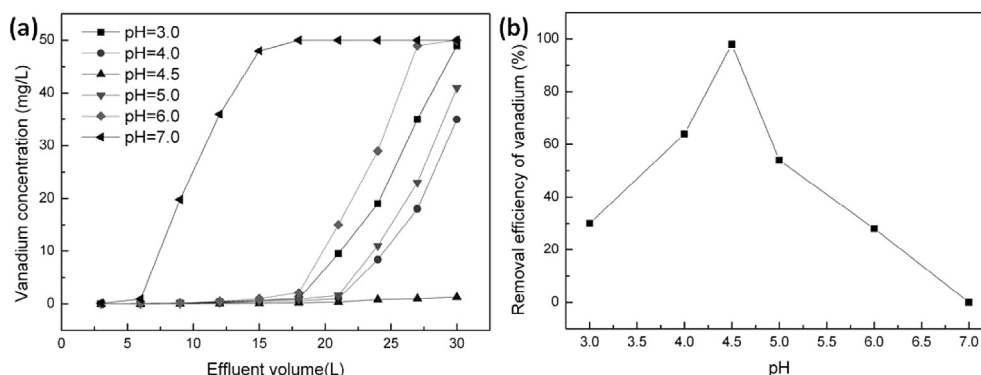 (a)
50
40
30
20
10
0
Vanadium concentration (mg/L)
pH=3.0
pH=4.0
pH=4.5
pH=5.0
pH=6.0
pH=7.0
0 5 10 15 20 25 30
Effluent volume(L)
(b)
100
80
60
40
20
0
Removal efficiency of vanadium (%)
3.0 3.5 4.0 4.5 5.0 5.5 6.0 6.5 7.0
pH